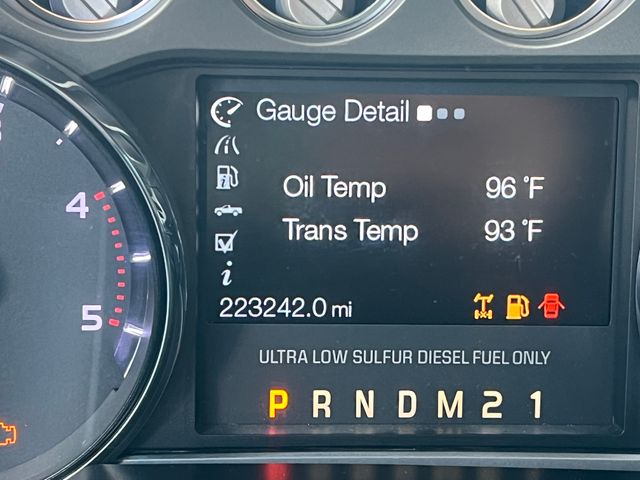 Gauge Detail
Oil Temp 96 °F
Trans Temp 93 °F
223242.0 mi
ULTRA LOW SULFUR DIESEL FUEL ONLY
P R N D M 2 1
4
5